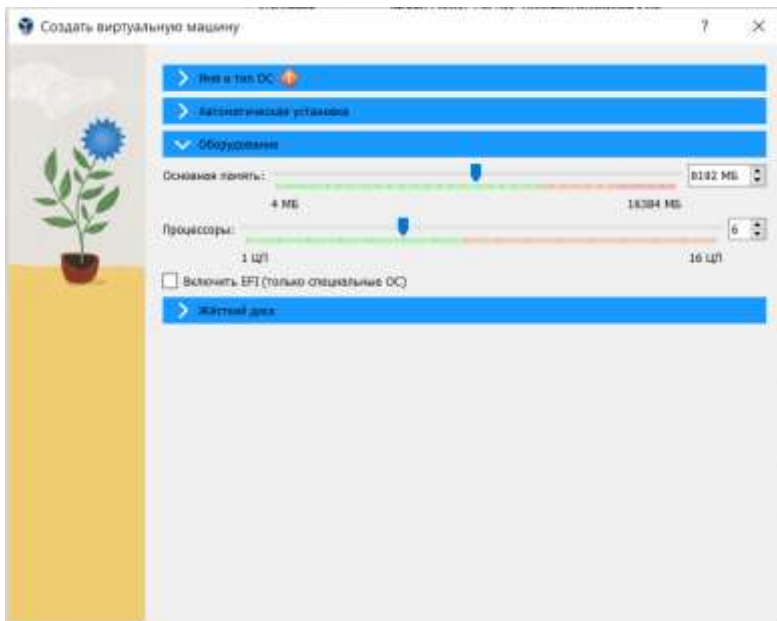 Создать виртуальную машину
?
Имя и тип ОС
Автоматическая установка
Оборудование
Основная память:
8192 МБ
4 МБ
16384 МБ
Процессоры:
6
1 ЦП
16 ЦП
Включить EFI (только специальные ОС)
Жёсткий диск